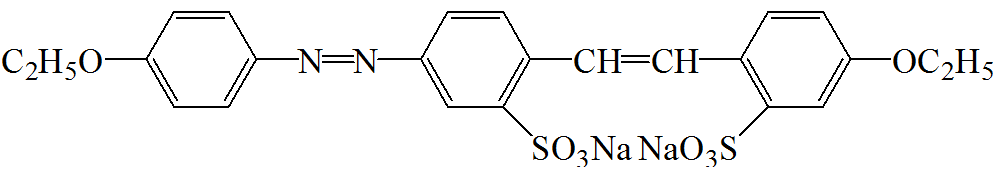 C₂H₅O N=N CH=CH OC₂H₅
SO₃Na NaO₃S